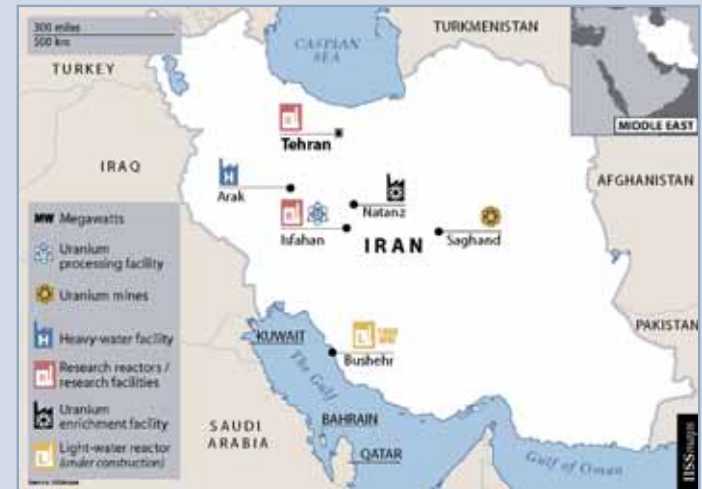 300 miles
500 km
TURKEY
CASPIAN
SEA
TURKMENISTAN
MIDDLE EAST
Tehran
IRAQ
AFGHANISTAN
Arak
Natanz
Isfahan
IRAN
Saghand
MW Megawatts
Uranium
processing facility
Uranium mines
Heavy-water facility
Research reactors /
research facilities
Uranium
enrichment facility
Light-water reactor
(under construction)
KUWAIT
Bushehr
PAKISTAN
The Gulf
SAUDI
ARABIA
BAHRAIN
QATAR
Gulf of Oman
IISSmaps